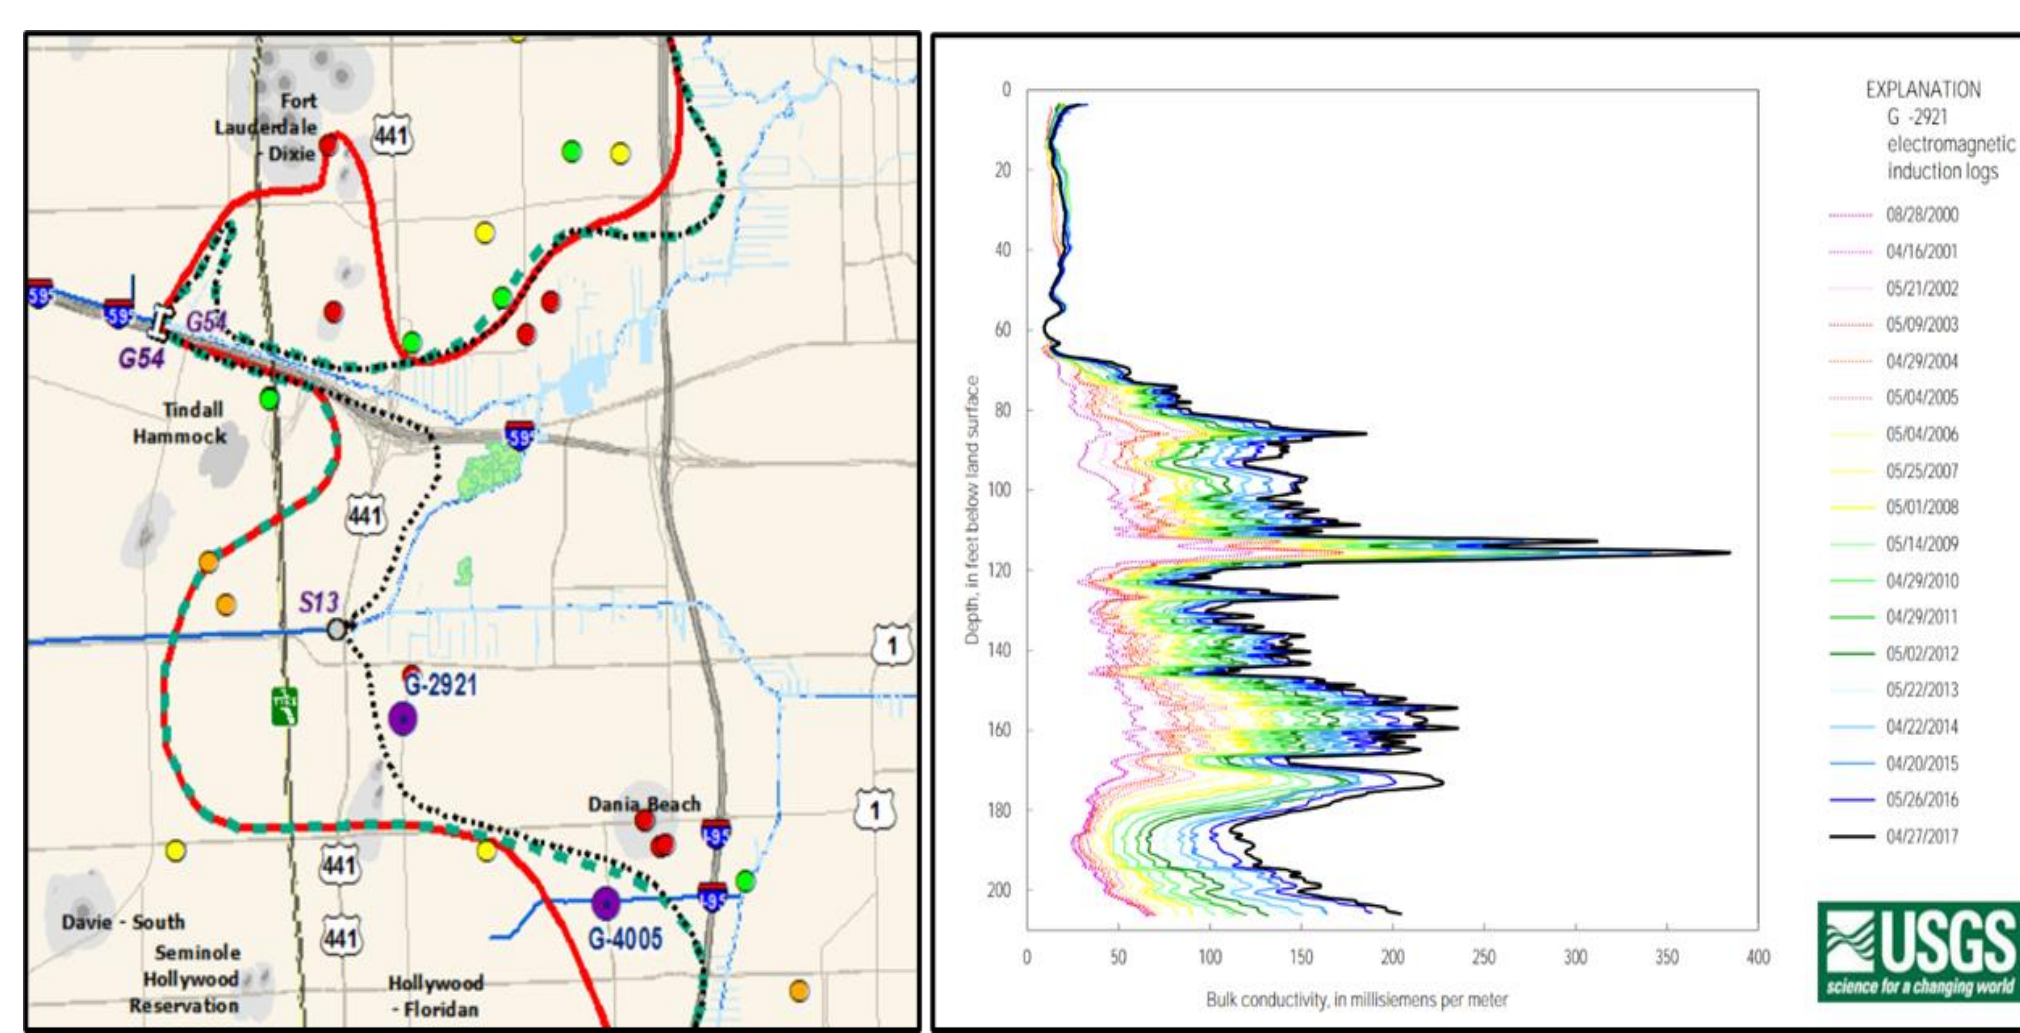 Fort
Lauderdale
- Dixie
441
595
595
G54
G54
Tindall
Hammock
595
441
S13
1
G-2921
Dania Beach
1
I-95
441
I-95
Davie - South
441
G-4005
Seminole
Hollywood
Reservation
Hollywood
- Floridan
0
20
40
60
80
100
120
140
160
180
200
Depth, in feet below land surface
0
50
100
150
200
250
300
350
400
Bulk conductivity, in millisiemens per meter
EXPLANATION
G -2921
electromagnetic
induction logs
08/28/2000
04/16/2001
05/21/2002
05/09/2003
04/29/2004
05/04/2005
05/04/2006
05/25/2007
05/01/2008
05/14/2009
04/29/2010
04/29/2011
05/02/2012
05/22/2013
04/22/2014
04/20/2015
05/26/2016
04/27/2017
USGS
science for a changing world